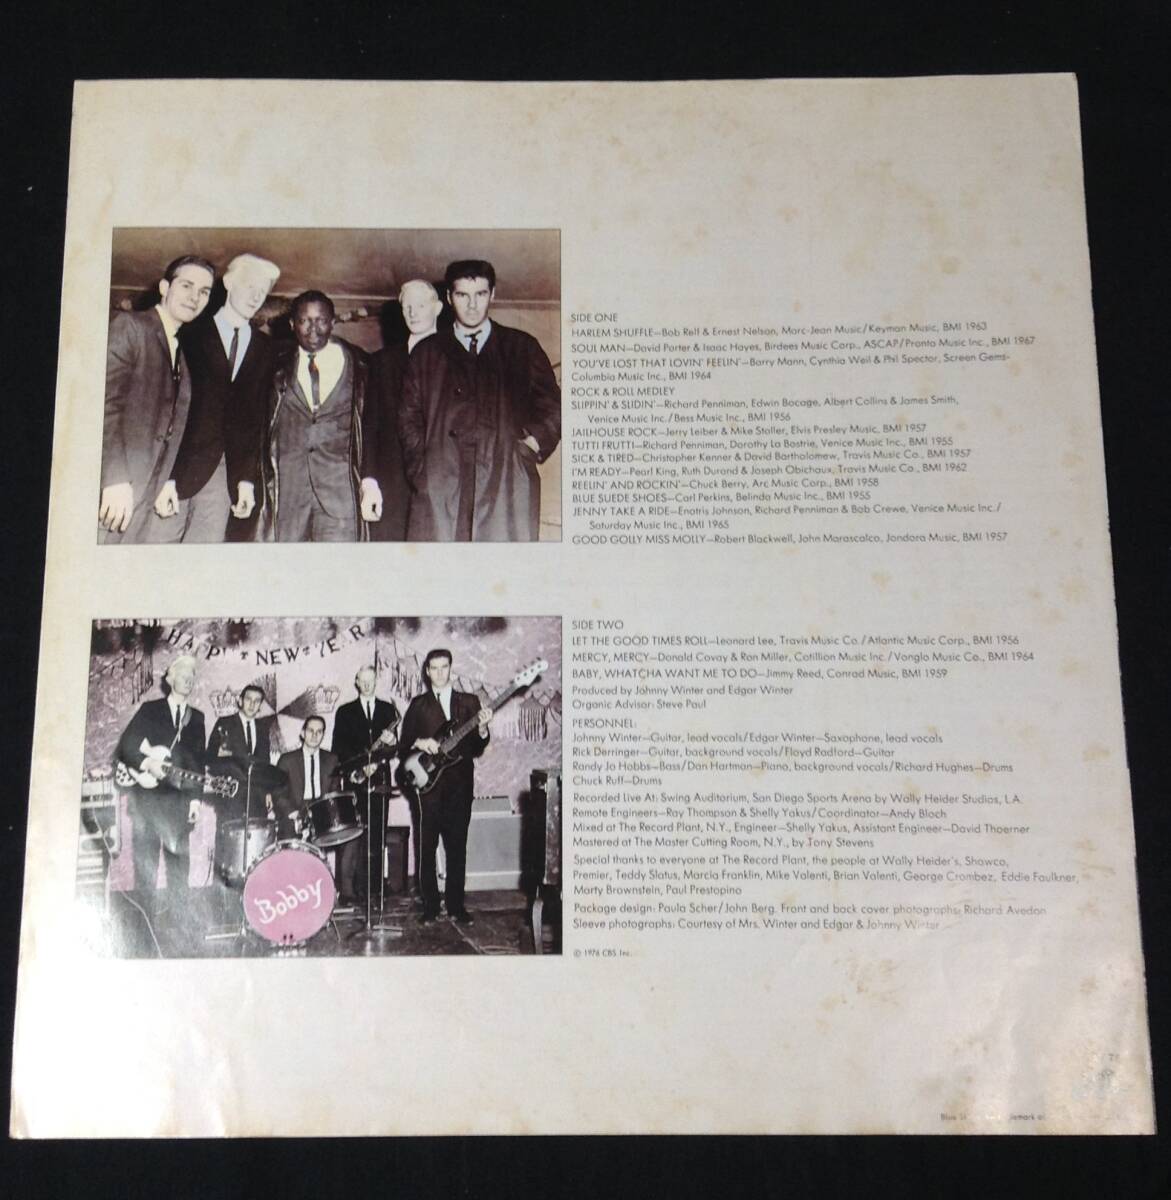 SIDE ONE
HARLEM SHUFFLE—Bob Relf & Ernest Nelson, Marc-Jean Music/Keyman Music, BMI 1963
SOUL MAN—David Porter & Isaac Hayes, Birdees Music Corp., ASCAP/Pronto Music Inc., BMI 1967
YOU'VE LOST THAT LOVIN' FEELIN'—Barry Mann, Cynthia Weil & Phil Spector, Screen Gems-
Columbia Music Inc., BMI 1964
ROCK & ROLL MEDLEY
SLIPPIN' & SLIDIN'—Richard Penniman, Edwin Bocage, Albert Collins & James Smith,
Venice Music Inc./Bess Music Inc., BMI 1956
JAILHOUSE ROCK—Jerry Leiber & Mike Stoller, Elvis Presley Music, BMI 1957
TUTTI FRUTTI—Richard Penniman, Dorothy La Bostrie, Venice Music Inc., BMI 1955
SICK & TIRED—Christopher Kenner & David Bartholomew, Travis Music Co., BMI 1957
I'M READY—Pearl King, Ruth Durand & Joseph Obichaux, Travis Music Co., BMI 1962
REELIN' AND ROCKIN'—Chuck Berry, Arc Music Corp., BMI 1958
BLUE SUEDE SHOES—Carl Perkins, Belinda Music Inc., BMI 1955
JENNY TAKE A RIDE—Enotris Johnson, Richard Penniman & Bob Crewe, Venice Music Inc./
Saturday Music Inc., BMI 1965
GOOD GOLLY MISS MOLLY—Robert Blackwell, John Marascalco, Jondora Music, BMI 1957
NEW
Bobby
SIDE TWO
LET THE GOOD TIMES ROLL—Leonard Lee, Travis Music Co./Atlantic Music Corp., BMI 1956
MERCY, MERCY—Donald Covay & Ron Miller, Cotillion Music Inc./Vonglo Music Co., BMI 1964
BABY, WHATCHA WANT ME TO DO—Jimmy Reed, Conrad Music, BMI 1959
Produced by Johnny Winter and Edgar Winter
Organic Advisor: Steve Paul
PERSONNEL:
Johnny Winter—Guitar, lead vocals/Edgar Winter—Saxophone, lead vocals
Rick Derringer—Guitar, background vocals/Floyd Radford—Guitar
Randy Jo Hobbs—Bass/Dan Hartman—Piano, background vocals/Richard Hughes—Drums
Chuck Ruff—Drums
Recorded Live At: Swing Auditorium, San Diego Sports Arena by Wally Heider Studios, L.A.
Remote Engineers—Ray Thompson & Shelly Yakus/Coordinator—Andy Bloch
Mixed at The Record Plant, N.Y., Engineer—Shelly Yakus, Assistant Engineer—David Thoerner
Mastered at The Master Cutting Room, N.Y., by Tony Stevens
Special thanks to everyone at The Record Plant, the people at Wally Heider's, Showco,
Premier, Teddy Slatus, Marcia Franklin, Mike Valenti, Brian Valenti, George Crombez, Eddie Faulkner,
Marty Brownstein, Paul Prestopino
Package design: Paula Scher/John Berg. Front and back cover photographs: Richard Avedon
Sleeve photographs: Courtesy of Mrs. Winter and Edgar & Johnny Winter
© 1976 CBS Inc.
Blue